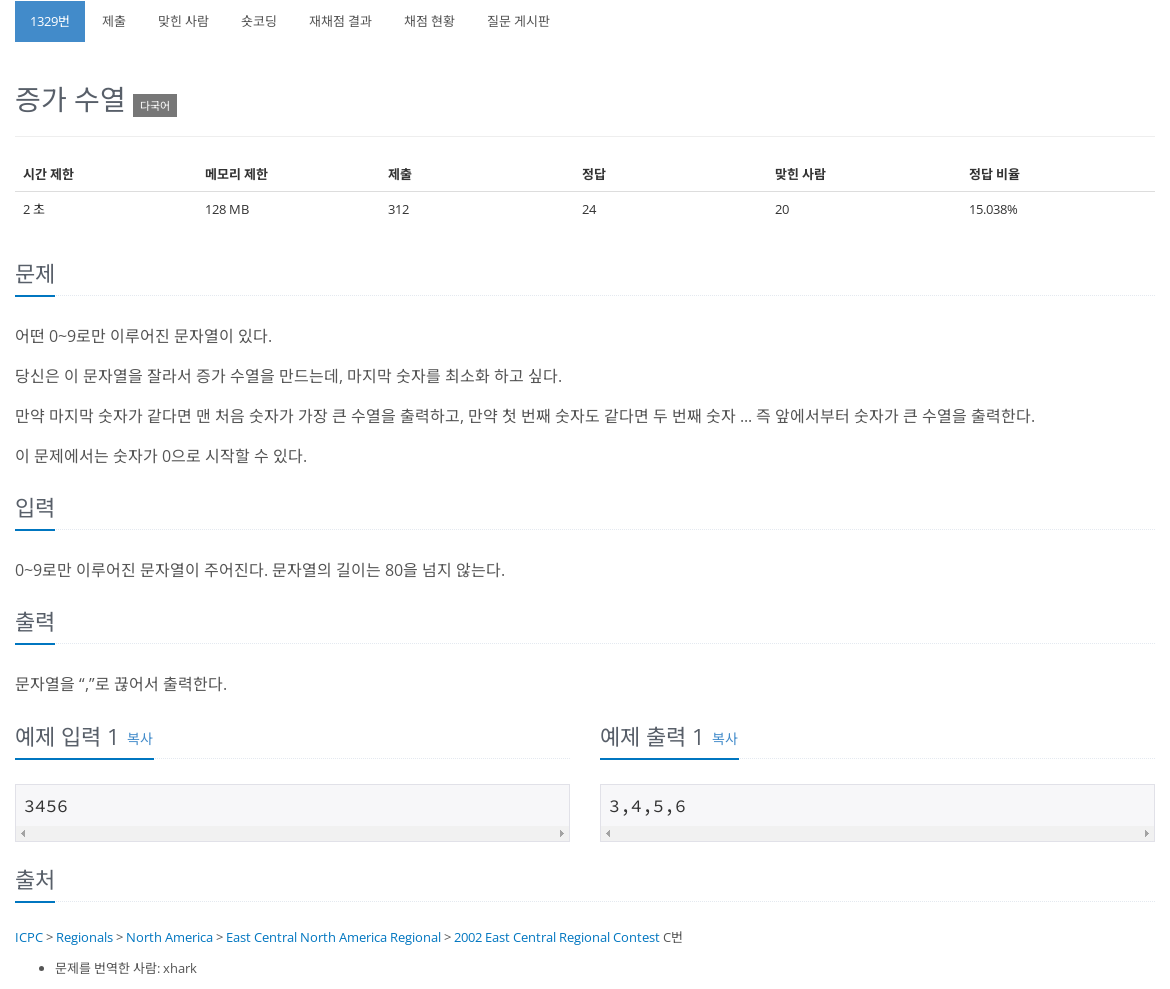 1329번 제출 맞힌 사람 숏코딩 재채점 결과 채점 현황 질문 게시판
증가 수열 다국어
시간 제한 메모리 제한 제출 정답 맞힌 사람 정답 비율
2 초 128 MB 312 24 20 15.038%
문제
어떤 0~9로만 이루어진 문자열이 있다.
당신은 이 문자열을 잘라서 증가 수열을 만드는데, 마지막 숫자를 최소화 하고 싶다.
만약 마지막 숫자가 같다면 맨 처음 숫자가 가장 큰 수열을 출력하고, 만약 첫 번째 숫자도 같다면 두 번째 숫자 ... 즉 앞에서부터 숫자가 큰 수열을 출력한다.
이 문제에서는 숫자가 0으로 시작할 수 있다.
입력
0~9로만 이루어진 문자열이 주어진다. 문자열의 길이는 80을 넘지 않는다.
출력
문자열을 “,”로 끊어서 출력한다.
예제 입력 1 복사
3456
예제 출력 1 복사
3,4,5,6
출처
ICPC > Regionals > North America > East Central North America Regional > 2002 East Central Regional Contest C번
• 문제를 번역한 사람: xhark